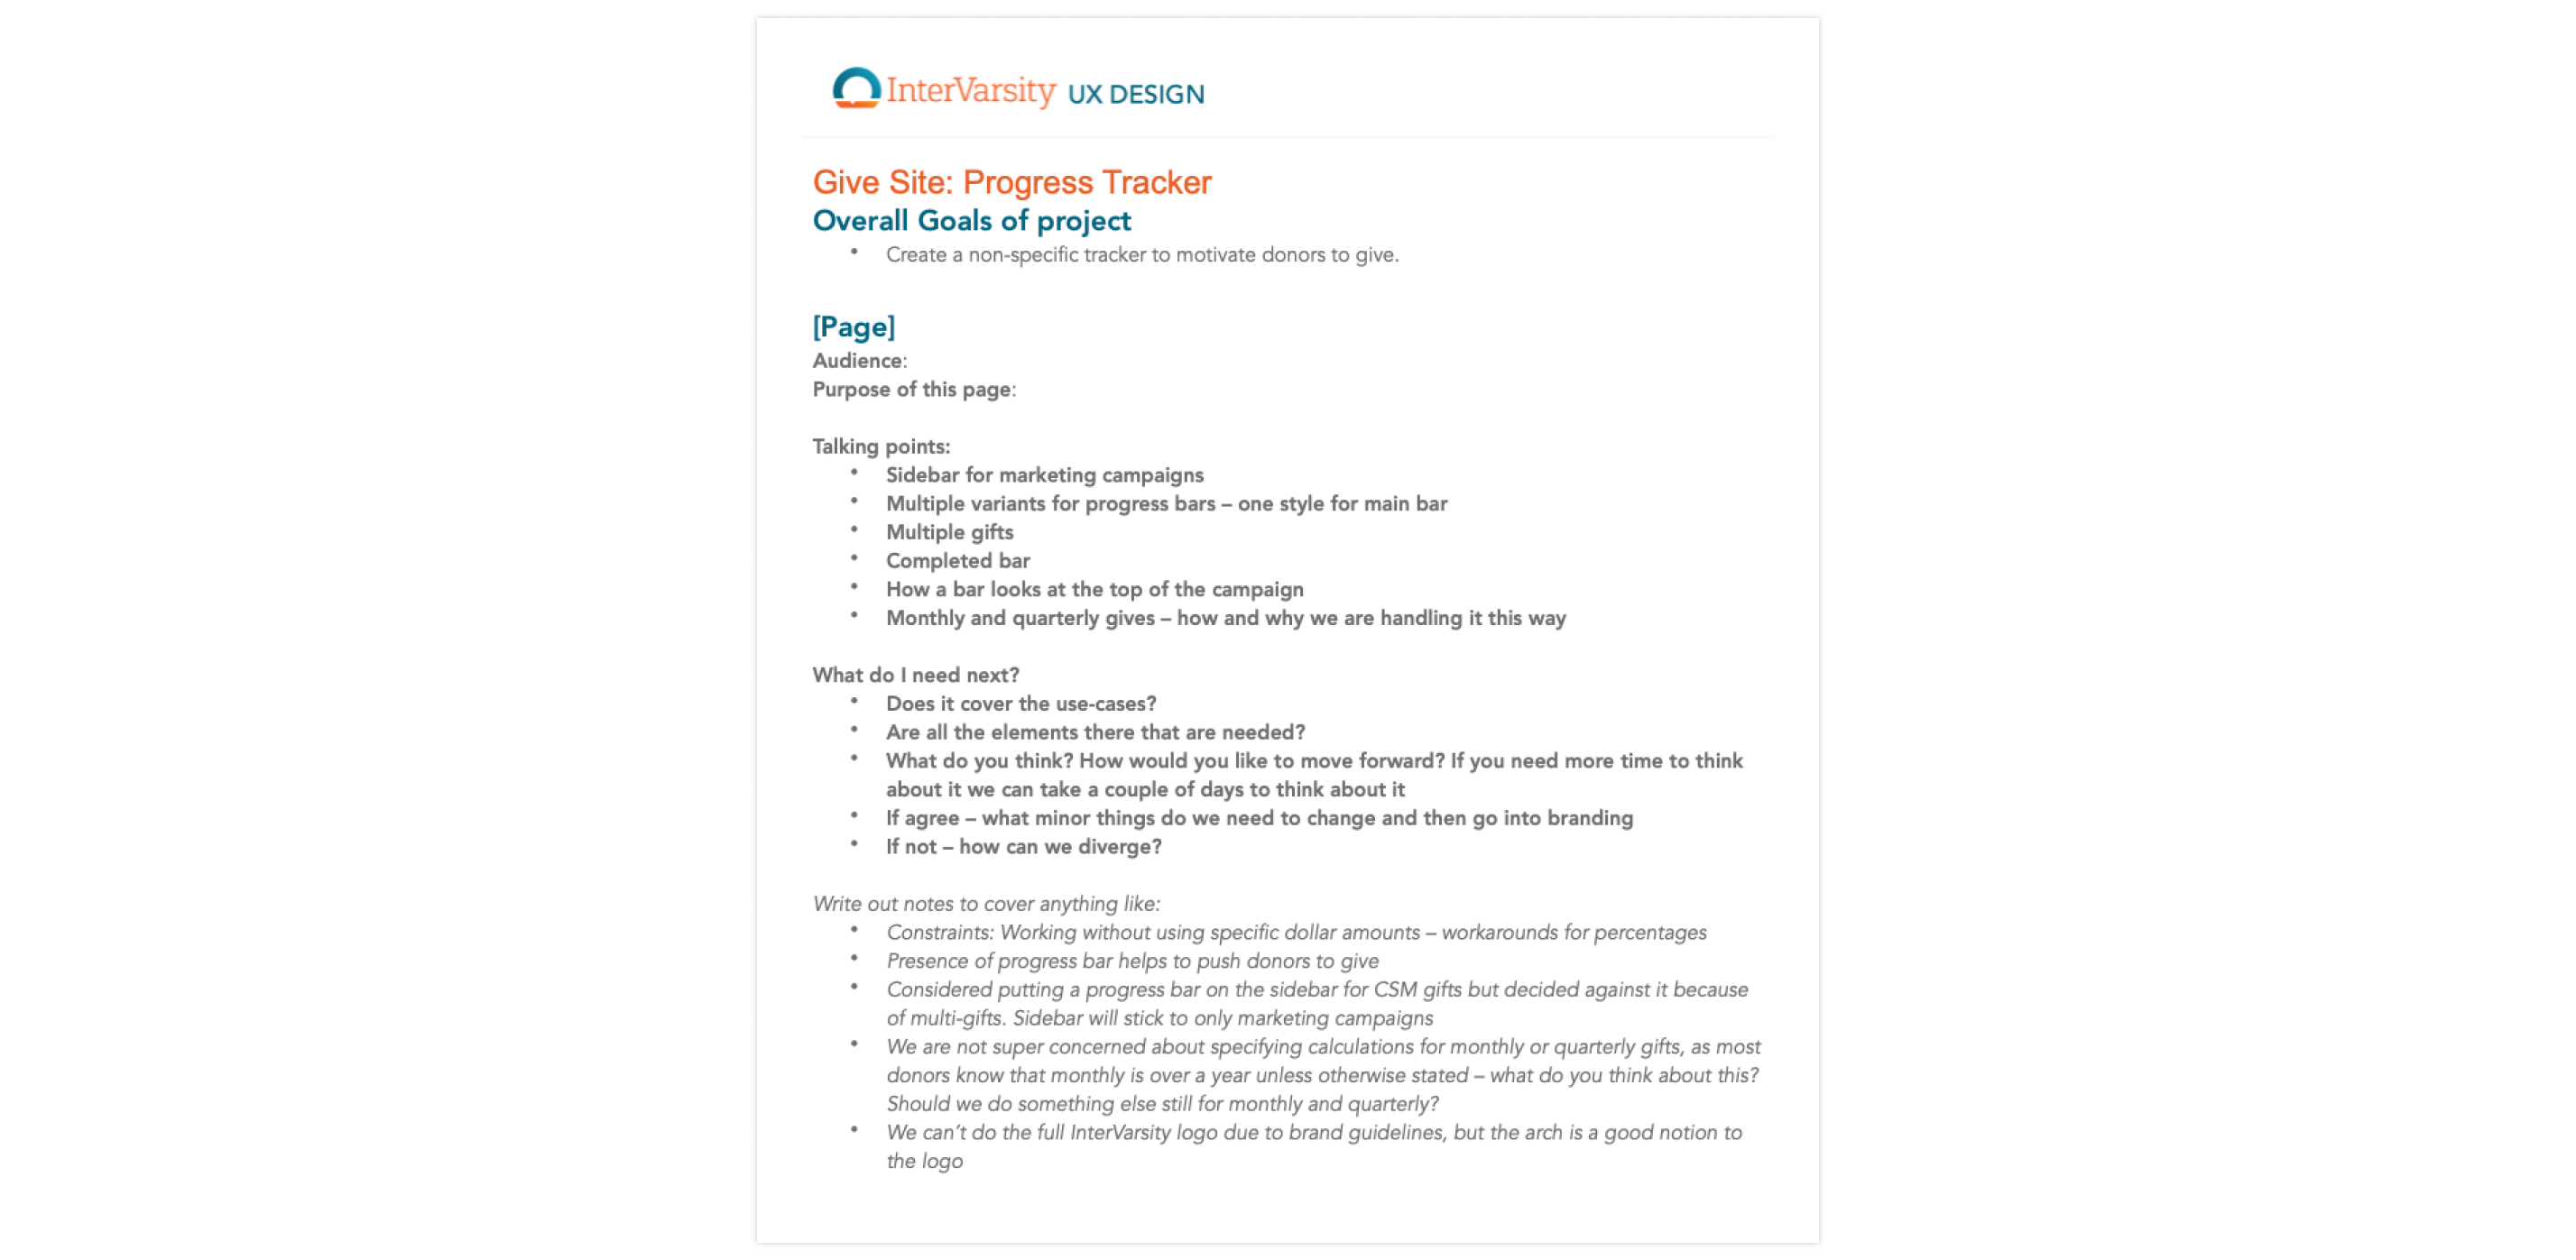 InterVarsity UX DESIGN
Give Site: Progress Tracker
Overall Goals of project
• Create a non-specific tracker to motivate donors to give.
[Page]
Audience:
Purpose of this page:
Talking points:
• Sidebar for marketing campaigns
• Multiple variants for progress bars – one style for main bar
• Multiple gifts
• Completed bar
• How a bar looks at the top of the campaign
• Monthly and quarterly gives – how and why we are handling it this way
What do I need next?
• Does it cover the use-cases?
• Are all the elements there that are needed?
• What do you think? How would you like to move forward? If you need more time to think
about it we can take a couple of days to think about it
• If agree – what minor things do we need to change and then go into branding
• If not – how can we diverge?
Write out notes to cover anything like:
• Constraints: Working without using specific dollar amounts – workarounds for percentages
• Presence of progress bar helps to push donors to give
• Considered putting a progress bar on the sidebar for CSM gifts but decided against it because
of multi-gifts. Sidebar will stick to only marketing campaigns
• We are not super concerned about specifying calculations for monthly or quarterly gifts, as most
donors know that monthly is over a year unless otherwise stated – what do you think about this?
Should we do something else still for monthly and quarterly?
• We can’t do the full InterVarsity logo due to brand guidelines, but the arch is a good notion to
the logo